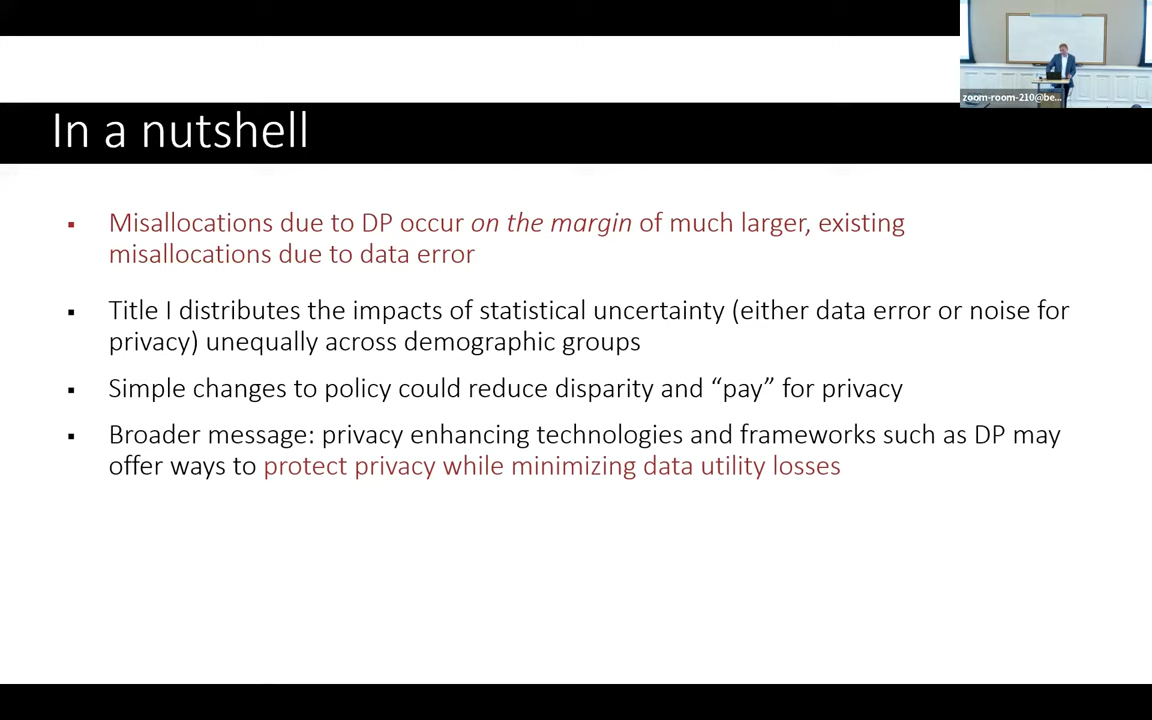 zoom-room-210@be...
In a nutshell
▪ Misallocations due to DP occur on the margin of much larger, existing
misallocations due to data error
▪ Title I distributes the impacts of statistical uncertainty (either data error or noise for
privacy) unequally across demographic groups
▪ Simple changes to policy could reduce disparity and “pay” for privacy
▪ Broader message: privacy enhancing technologies and frameworks such as DP may
offer ways to protect privacy while minimizing data utility losses